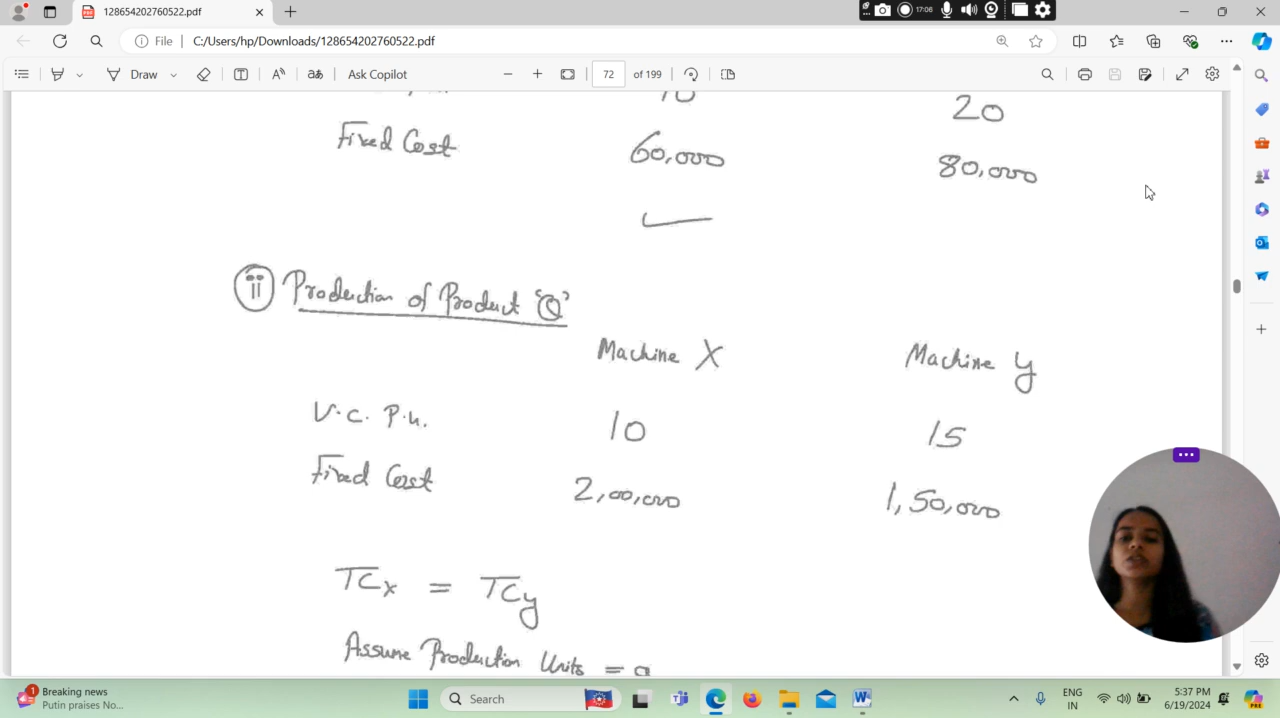 128654202760522.pdf
17:06
File C:/Users/hp/Downloads/128654202760522.pdf
Draw Ask Copilot 72 of 199
10 20
Fixed Cost 60,000 80,000
ii Production of Product 'Q'
Machine X Machine y
V.C. P.u. 10 15
Fixed Cost 2,00,000 1,50,000
TCx = TCy
Assume Production Units = a
Breaking news
Putin praises No...
Search
ENG
IN
5:37 PM
6/19/2024